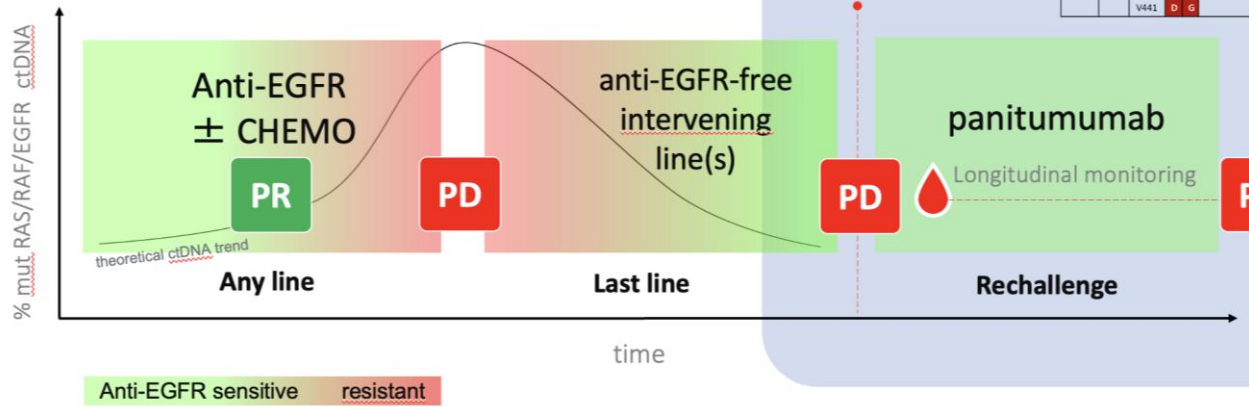 V441 D G
% mut RAS/RAF/EGFR ctDNA
Anti-EGFR
± CHEMO
PR
PD
theoretical ctDNA trend
Any line
anti-EGFR-free
intervening
line(s)
PD
Last line
panitumumab
Longitudinal monitoring
Rechallenge
time
Anti-EGFR sensitive resistant